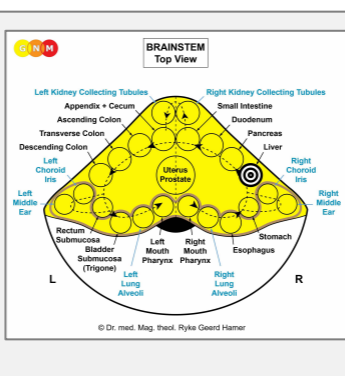 GNM
BRAINSTEM
Top View
Left Kidney Collecting Tubules
Right Kidney Collecting Tubules
Appendix + Cecum
Small Intestine
Ascending Colon
Duodenum
Transverse Colon
Pancreas
Descending Colon
Liver
Left
Choroid
Iris
Right
Choroid
Iris
Uterus
Prostate
Left
Middle
Ear
Right
Middle
Ear
Rectum
Submucosa
Bladder
Submucosa
(Trigone)
Left
Mouth
Pharynx
Right
Mouth
Pharynx
Stomach
Esophagus
Left
Lung
Alveoli
Right
Lung
Alveoli
L
R
© Dr. med. Mag. theol. Ryke Geerd Hamer